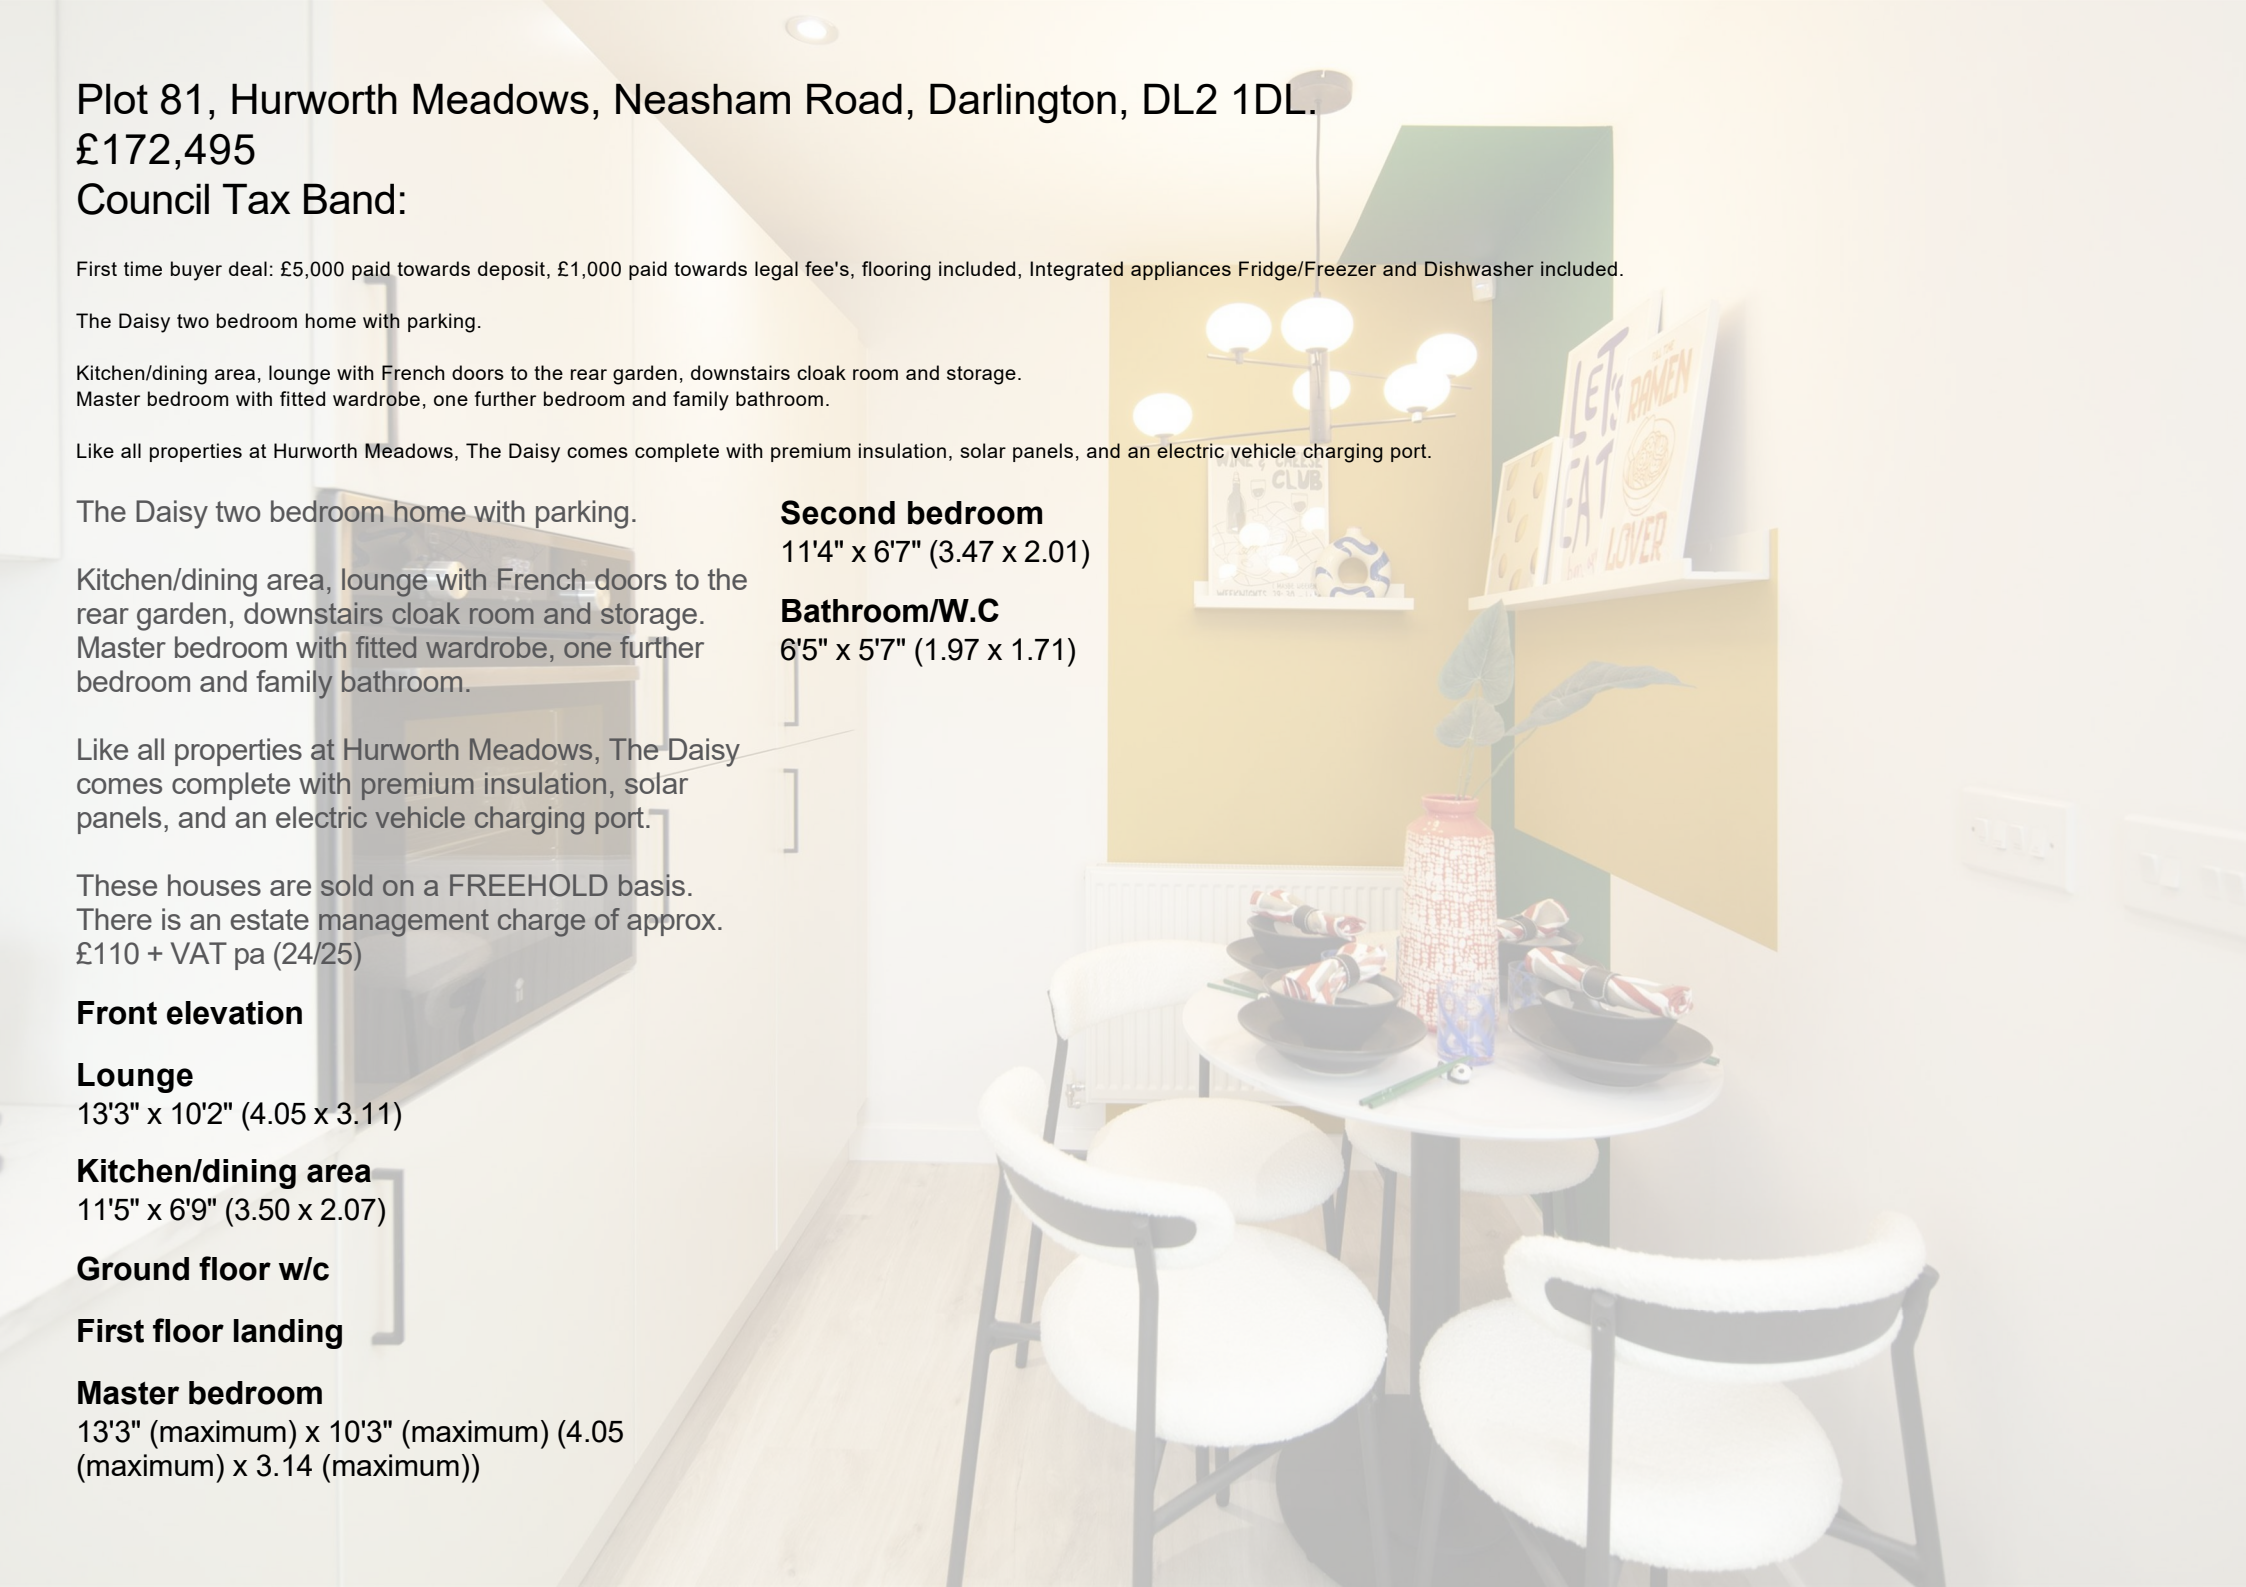 Plot 81, Hurworth Meadows, Neasham Road, Darlington, DL2 1DL.
£172,495
Council Tax Band:
First time buyer deal: £5,000 paid towards deposit, £1,000 paid towards legal fee's, flooring included, Integrated appliances Fridge/Freezer and Dishwasher included.
The Daisy two bedroom home with parking.
Kitchen/dining area, lounge with French doors to the rear garden, downstairs cloak room and storage.
Master bedroom with fitted wardrobe, one further bedroom and family bathroom.
Like all properties at Hurworth Meadows, The Daisy comes complete with premium insulation, solar panels, and an electric vehicle charging port.
The Daisy two bedroom home with parking.
Kitchen/dining area, lounge with French doors to the
rear garden, downstairs cloak room and storage.
Master bedroom with fitted wardrobe, one further
bedroom and family bathroom.
Like all properties at Hurworth Meadows, The Daisy
comes complete with premium insulation, solar
panels, and an electric vehicle charging port.
These houses are sold on a FREEHOLD basis.
There is an estate management charge of approx.
£110 + VAT pa (24/25)
Front elevation
Lounge
13'3" x 10'2" (4.05 x 3.11)
Kitchen/dining area
11'5" x 6'9" (3.50 x 2.07)
Ground floor w/c
First floor landing
Master bedroom
13'3" (maximum) x 10'3" (maximum) (4.05
(maximum) x 3.14 (maximum))
Second bedroom
11'4" x 6'7" (3.47 x 2.01)
Bathroom/W.C
6'5" x 5'7" (1.97 x 1.71)
WINE & CHEESE
CLUB
LET'S
EAT
RAMEN
LOVER